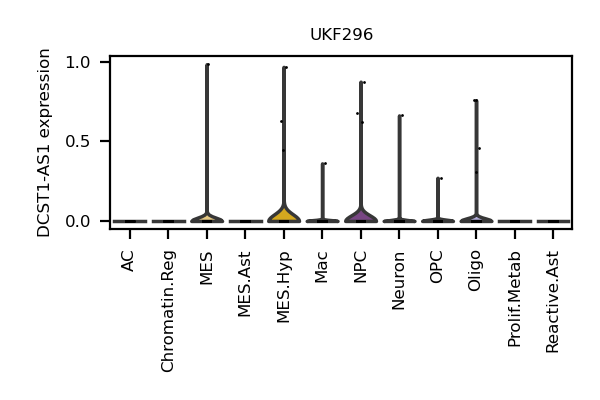 UKF296
DCST1-AS1 expression
1.0
0.5
0.0
AC
Chromatin.Reg
MES
MES.Ast
MES.Hyp
Mac
NPC
Neuron
OPC
Oligo
Prolif.Metab
Reactive.Ast